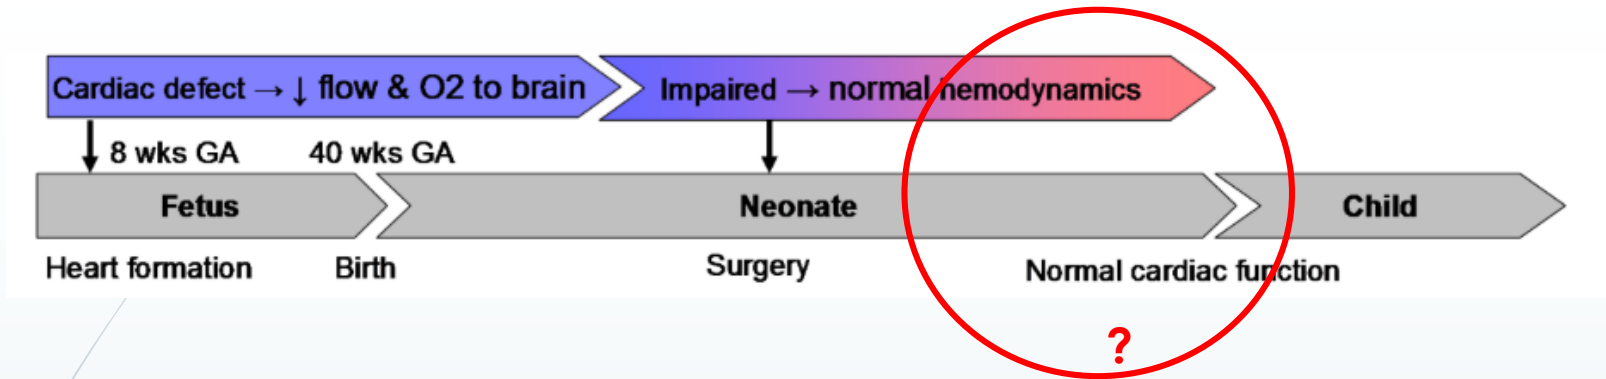 Cardiac defect → ↓ flow & O2 to brain
Impaired → normal hemodynamics
8 wks GA
40 wks GA
Fetus
Neonate
Child
Heart formation
Birth
Surgery
Normal cardiac function
?